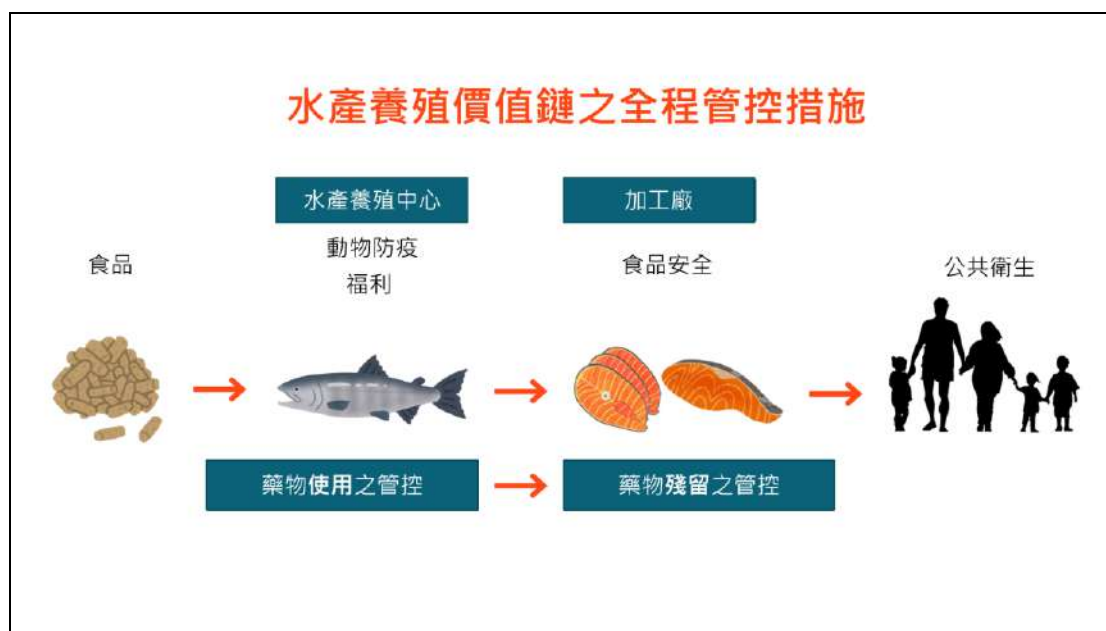 水產養殖價值鏈之全程管控措施
水產養殖中心
加工廠
食品
動物防疫
福利
食品安全
公共衛生
藥物使用之管控
藥物殘留之管控